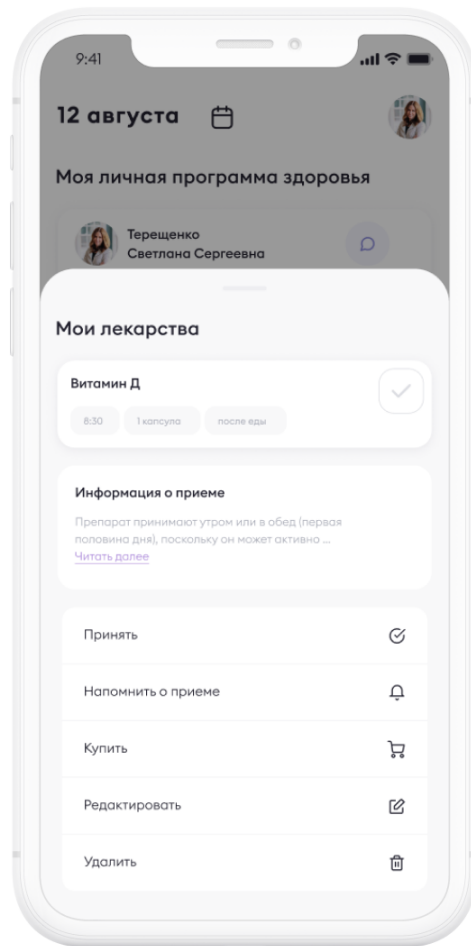 9:41
12 августа
Моя личная программа здоровья
Терещенко
Светлана Сергеевна
Мои лекарства
Витамин Д
8:30
1 капсула
после еды
Информация о приеме
Препарат принимают утром или в обед (первая
половина дня), поскольку он может активно ...
Читать далее
Принять
Напомнить о приеме
Купить
Редактировать
Удалить